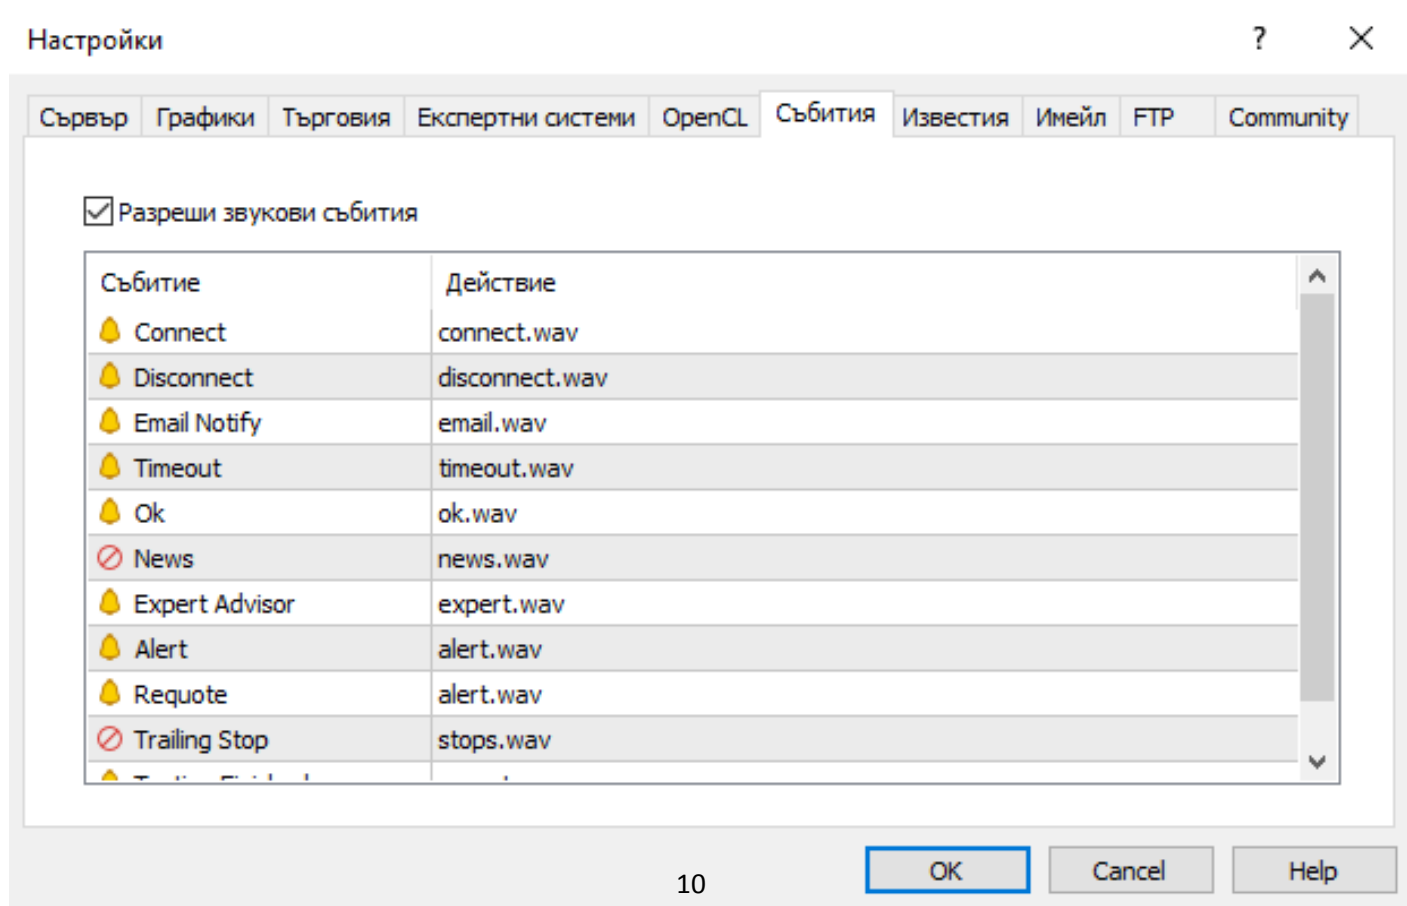 Настройки
?
Сървър Графики Търговия Експертни системи OpenCL Събития Известия Имейл FTP Community
Разреши звукови събития
Събитие Действие
Connect connect.wav
Disconnect disconnect.wav
Email Notify email.wav
Timeout timeout.wav
Ok ok.wav
News news.wav
Expert Advisor expert.wav
Alert alert.wav
Requote alert.wav
Trailing Stop stops.wav
OK Cancel Help
10